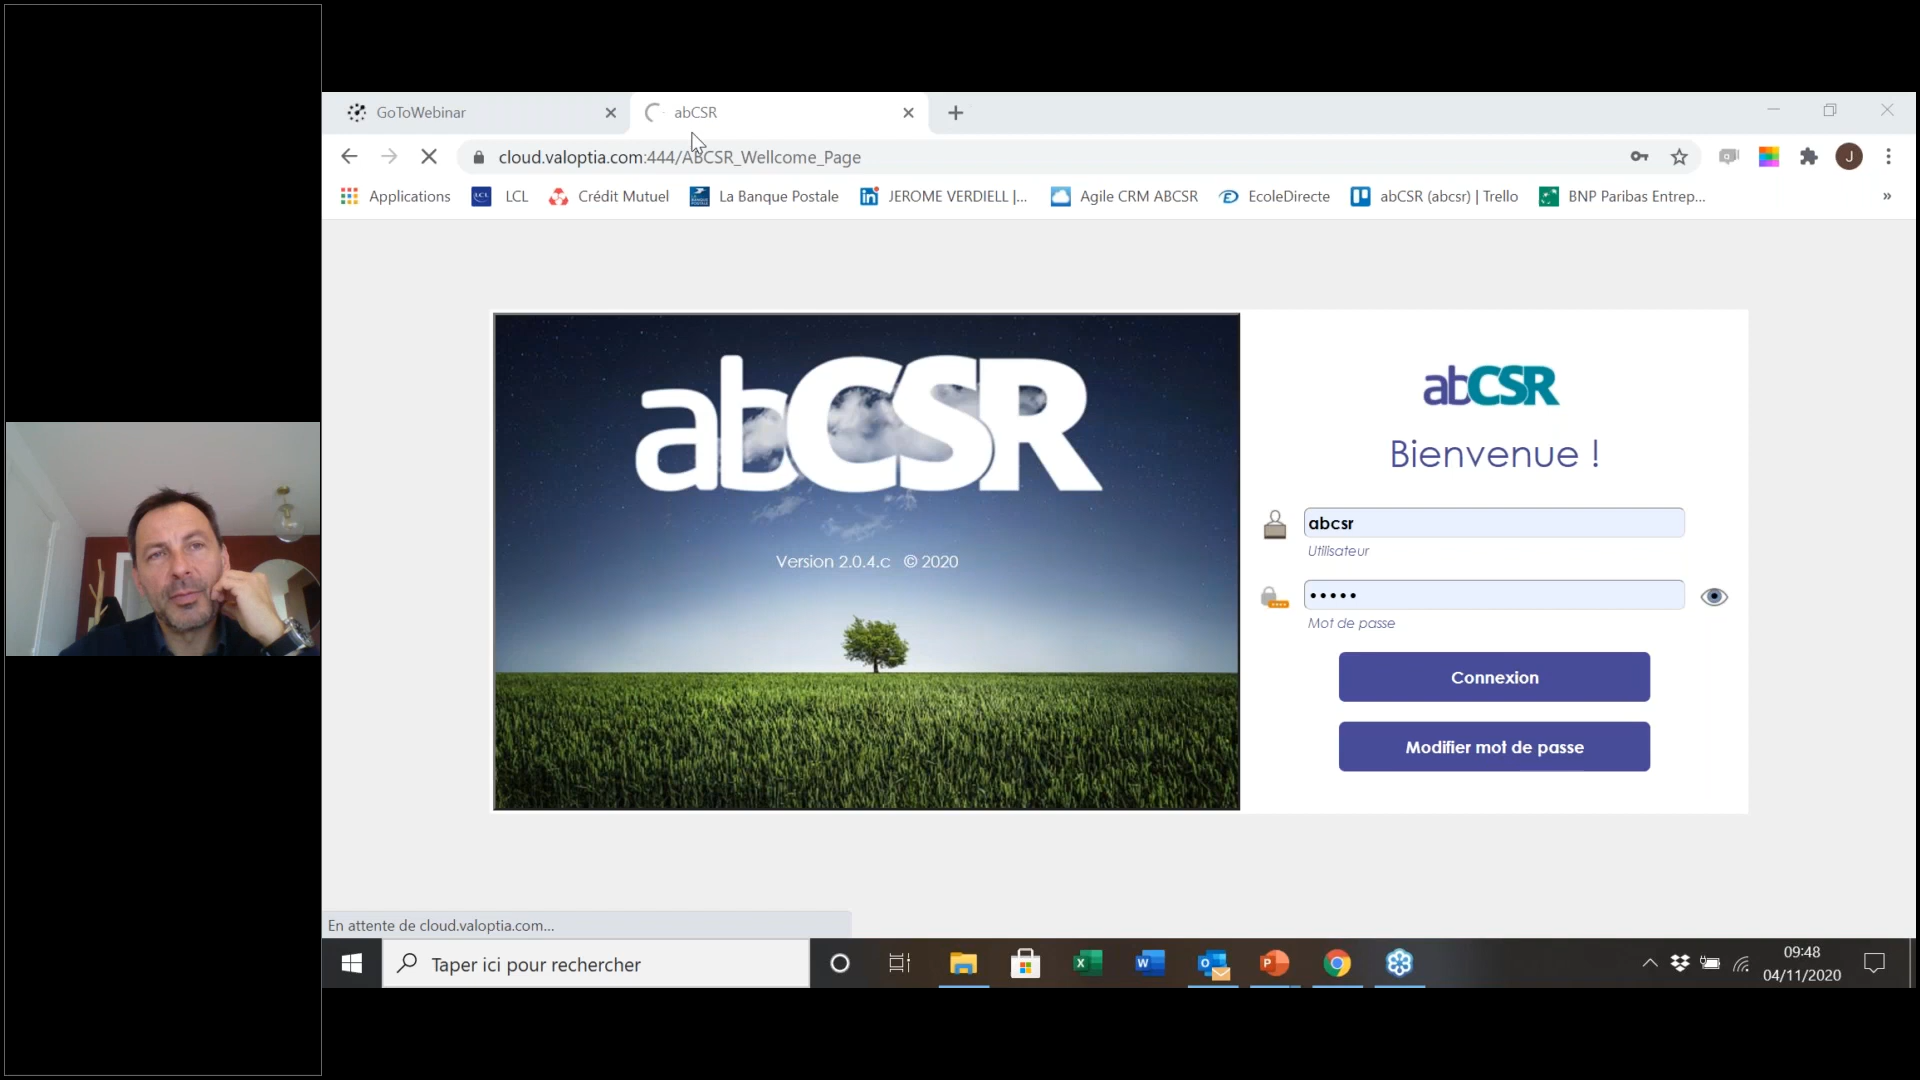 GoToWebinar
abCSR
cloud.valoptia.com:444/ABCSR_Wellcome_Page
J
Applications
LCL
Crédit Mutuel
La Banque Postale
JEROME VERDIELL |...
Agile CRM ABCSR
EcoleDirecte
abCSR (abcsr) | Trello
BNP Paribas Entrep...
»
abCSR
Version 2.0.4.c © 2020
abCSR
Bienvenue !
abcsr
Utilisateur
•••••
Mot de passe
Connexion
Modifier mot de passe
En attente de cloud.valoptia.com...
Taper ici pour rechercher
09:48
04/11/2020